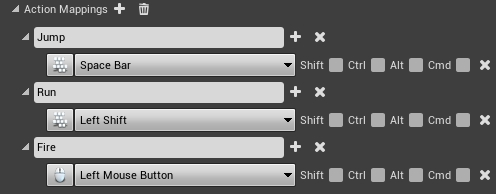 Action Mappings
Jump
Space Bar Shift Ctrl Alt Cmd
Run
Left Shift Shift Ctrl Alt Cmd
Fire
Left Mouse Button Shift Ctrl Alt Cmd